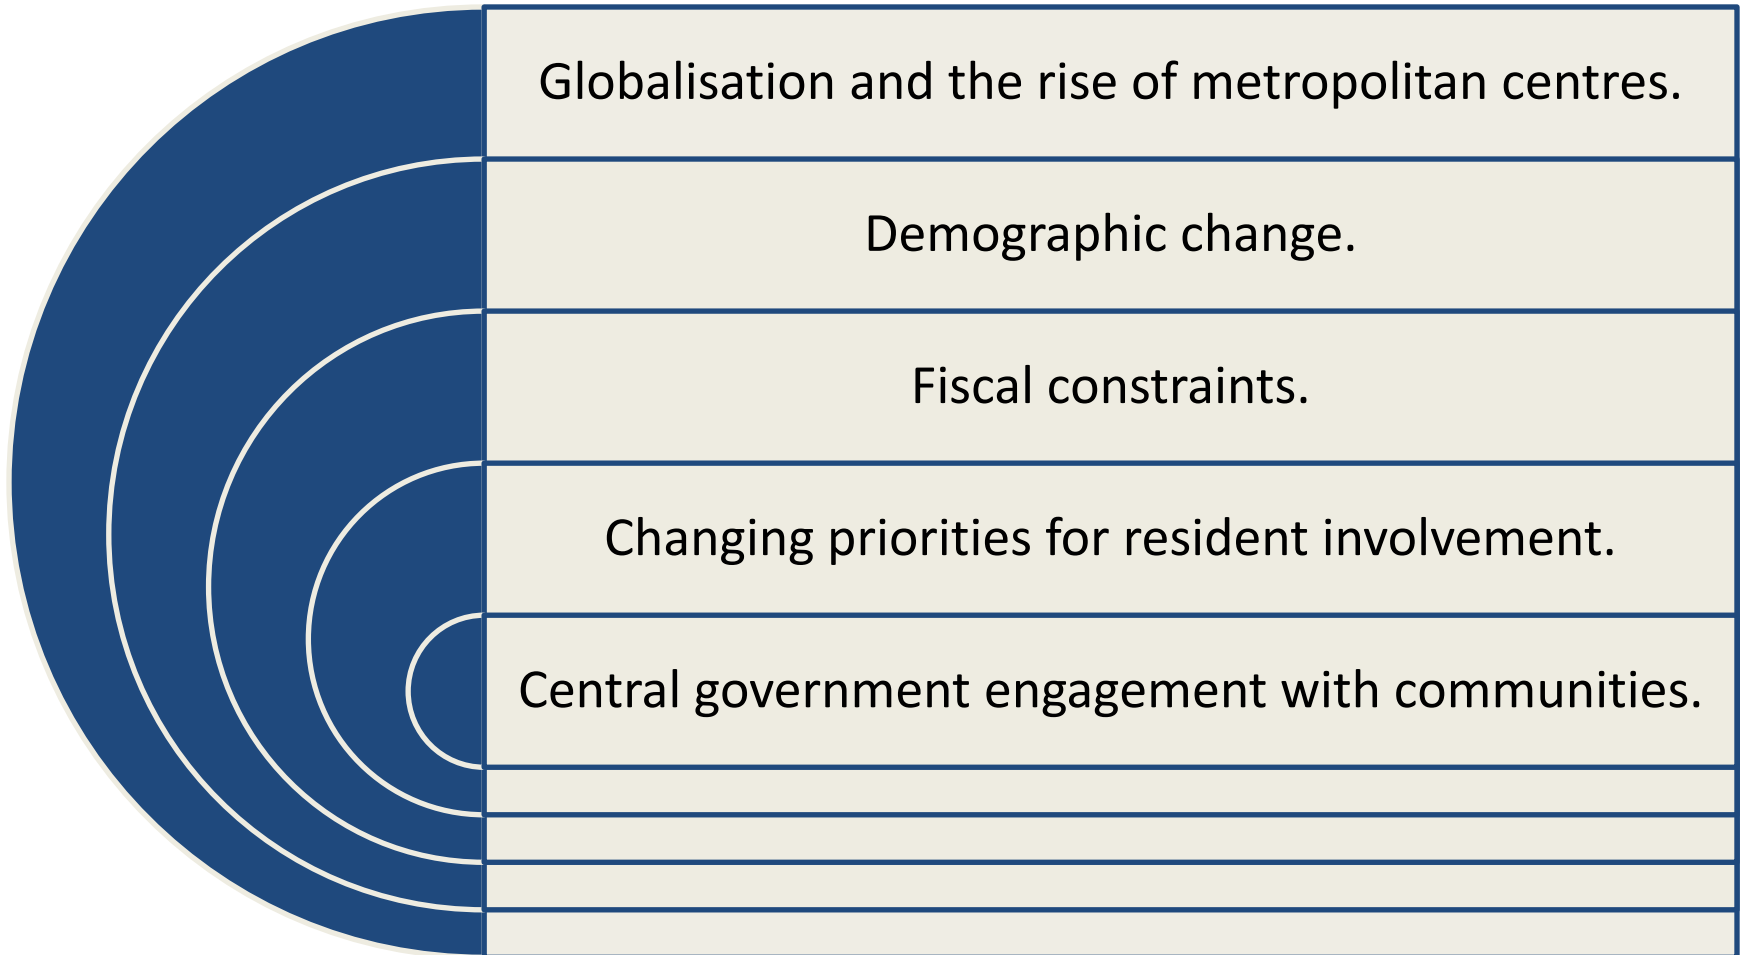 Globalisation and the rise of metropolitan centres.
Demographic change.
Fiscal constraints.
Changing priorities for resident involvement.
Central government engagement with communities.